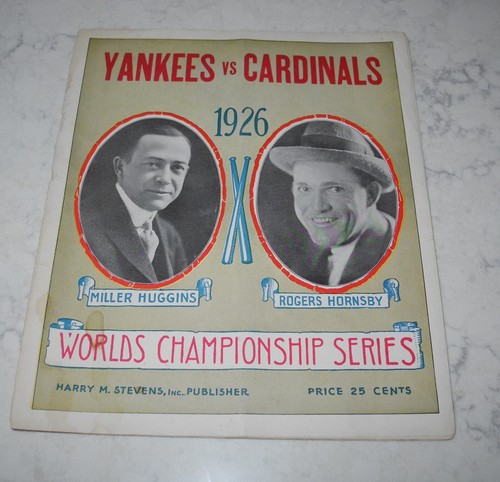 YANKEES VS CARDINALS
1926
MILLER HUGGINS
ROGERS HORNSBY
WORLDS CHAMPIONSHIP SERIES
HARRY M. STEVENS, INC. PUBLISHER
PRICE 25 CENTS